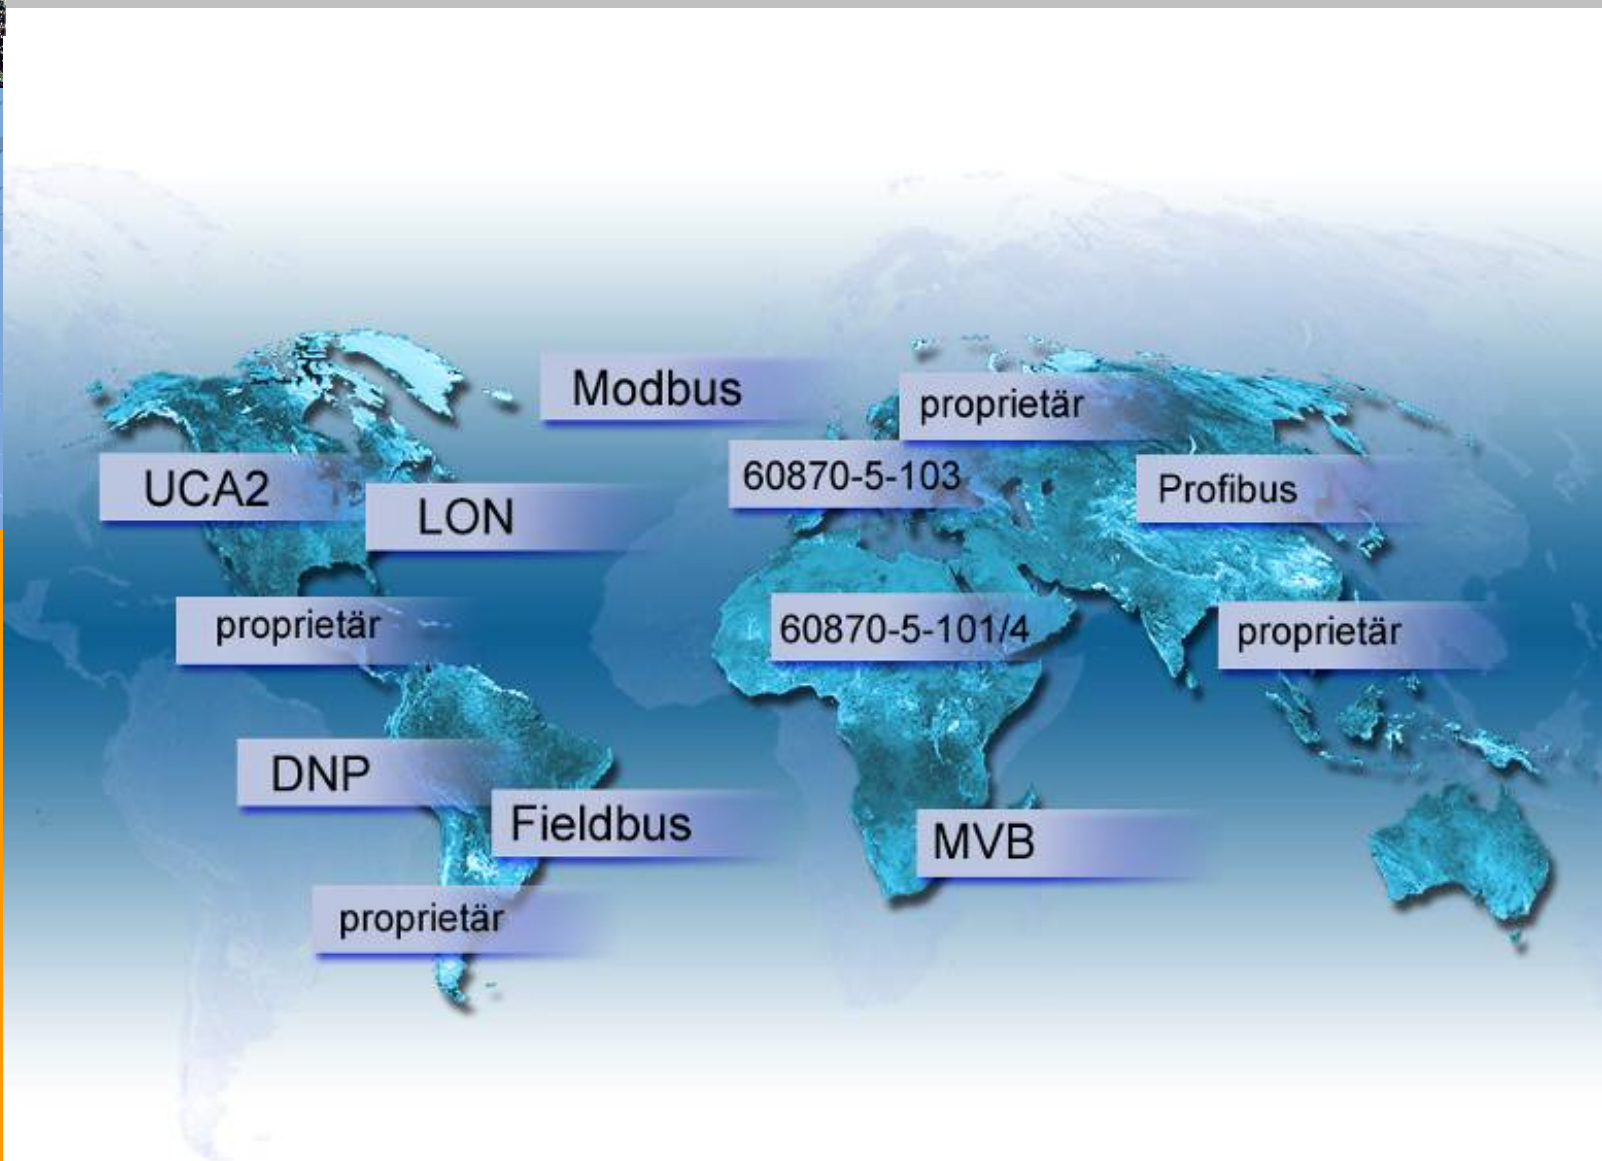 Modbus
proprietär
60870-5-103
UCA2
Profibus
LON
proprietär
60870-5-101/4
proprietär
DNP
Fieldbus
MVB
proprietär